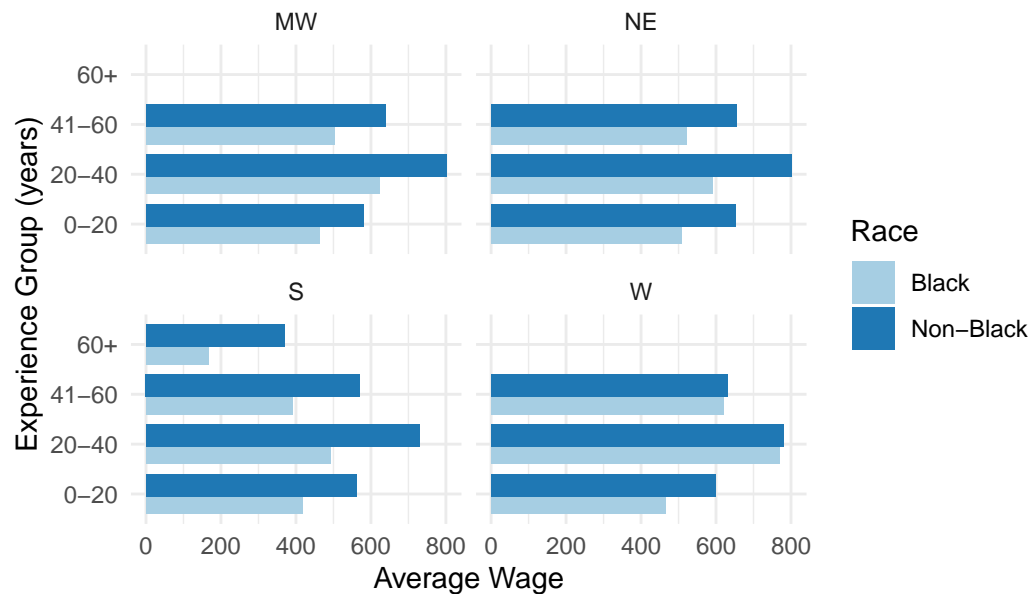 MW
NE
60+
41−60
20−40
0−20
S
W
60+
41−60
20−40
0−20
0 200 400 600 800 0 200 400 600 800
Average Wage
Experience Group (years)
Race
Black
Non−Black